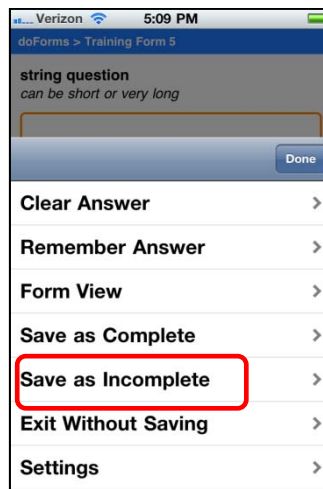 Verizon 5:09 PM
doForms > Training Form 5
string question
can be short or very long
Done
Clear Answer
Remember Answer
Form View
Save as Complete
Save as Incomplete
Exit Without Saving
Settings